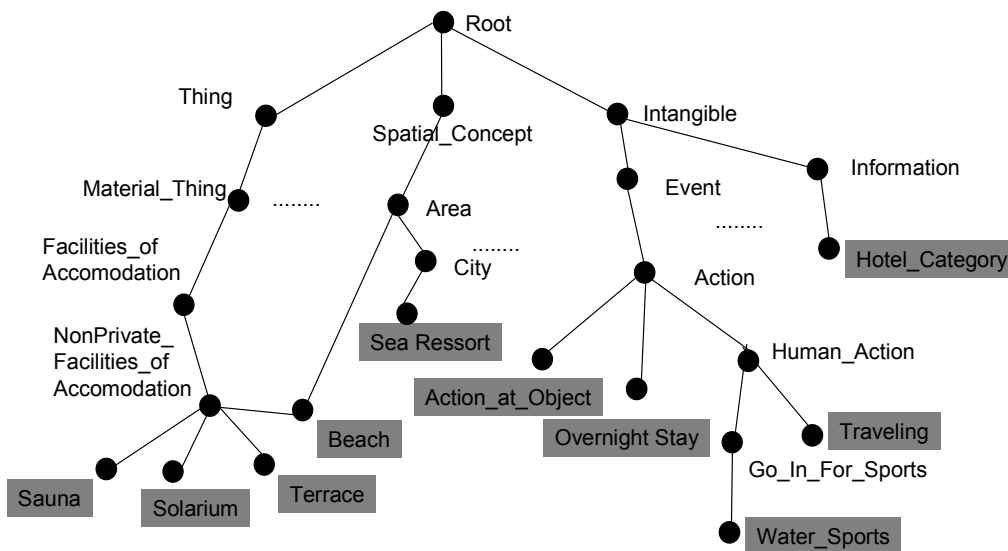 Root
Thing
Spatial_Concept
Intangible
Material_Thing
........
Area
Event
Information
Facilities_of
Accomodation
........
City
........
Action
Hotel_Category
NonPrivate_
Facilities_of
Accomodation
Sea Ressort
Human_Action
Action_at_Object
Beach
Overnight Stay
Traveling
Go_In_For_Sports
Sauna
Solarium
Terrace
Water_Sports